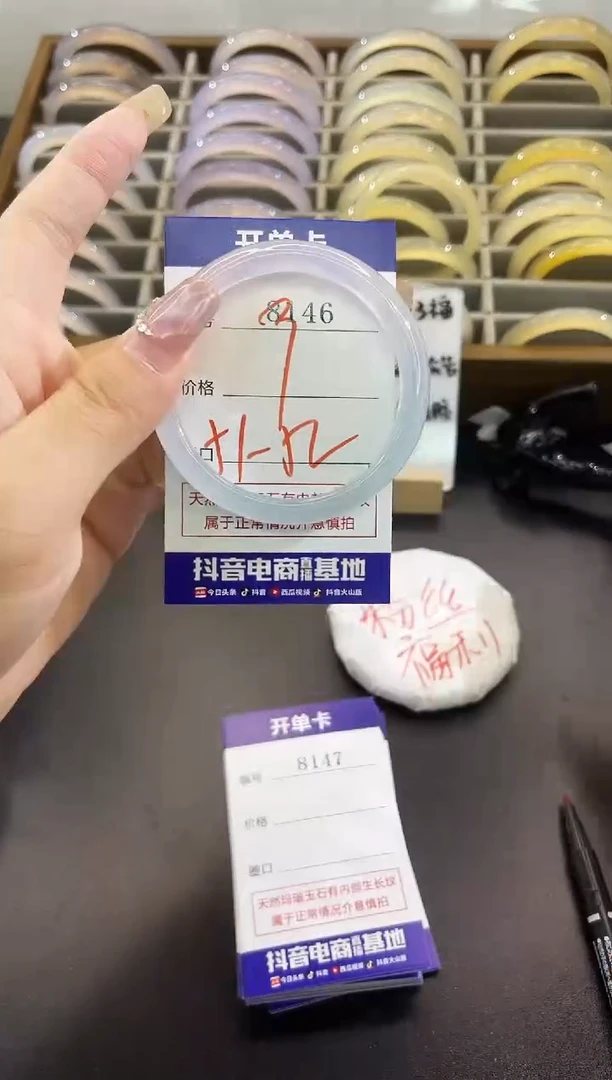 开单卡
8146
价格
口
天然
属于正常情况介意慎拍
抖音电商直播基地
今日头条 抖音 西瓜视频 抖音火山版
粉丝
福利
开单卡
编号 8147
价格
圈口
天然玛瑙玉石有内部生长纹
属于正常情况介意慎拍
抖音电商直播基地
今日头条 抖音 西瓜视频 抖音火山版